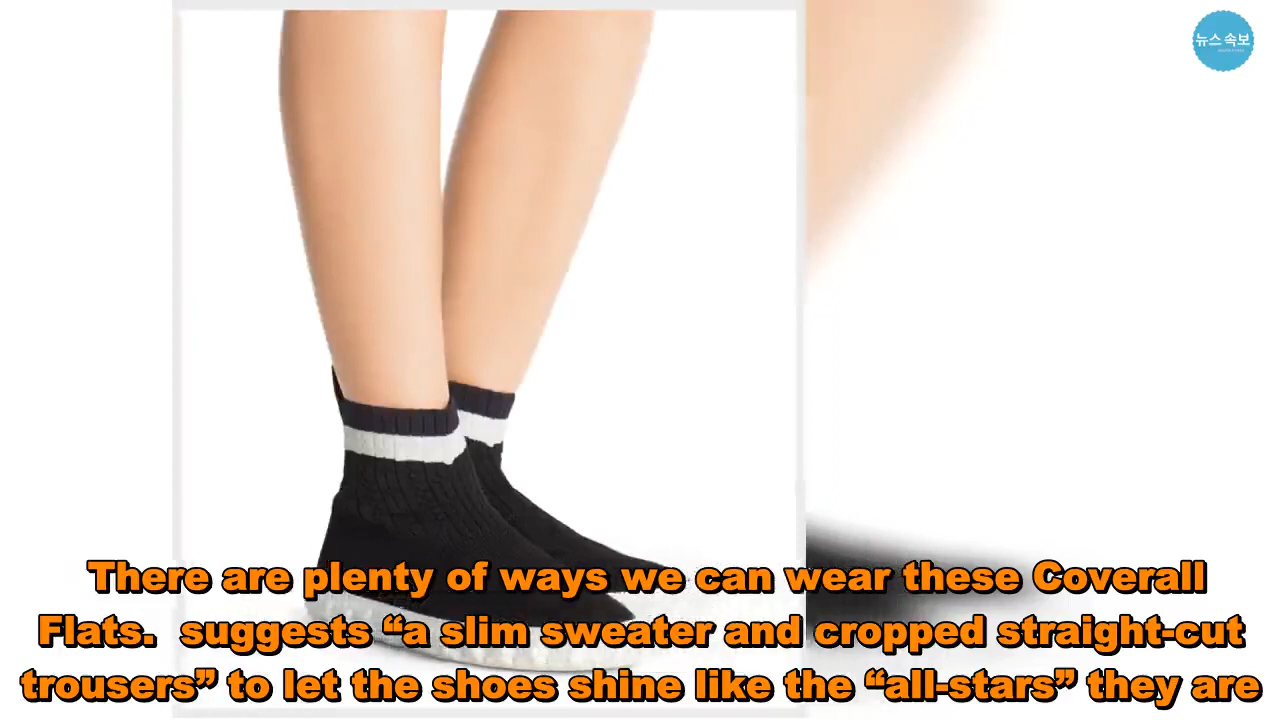 뉴스 속보
There are plenty of ways we can wear these Coverall
Flats.  suggests “a slim sweater and cropped straight-cut
trousers” to let the shoes shine like the “all-stars” they are